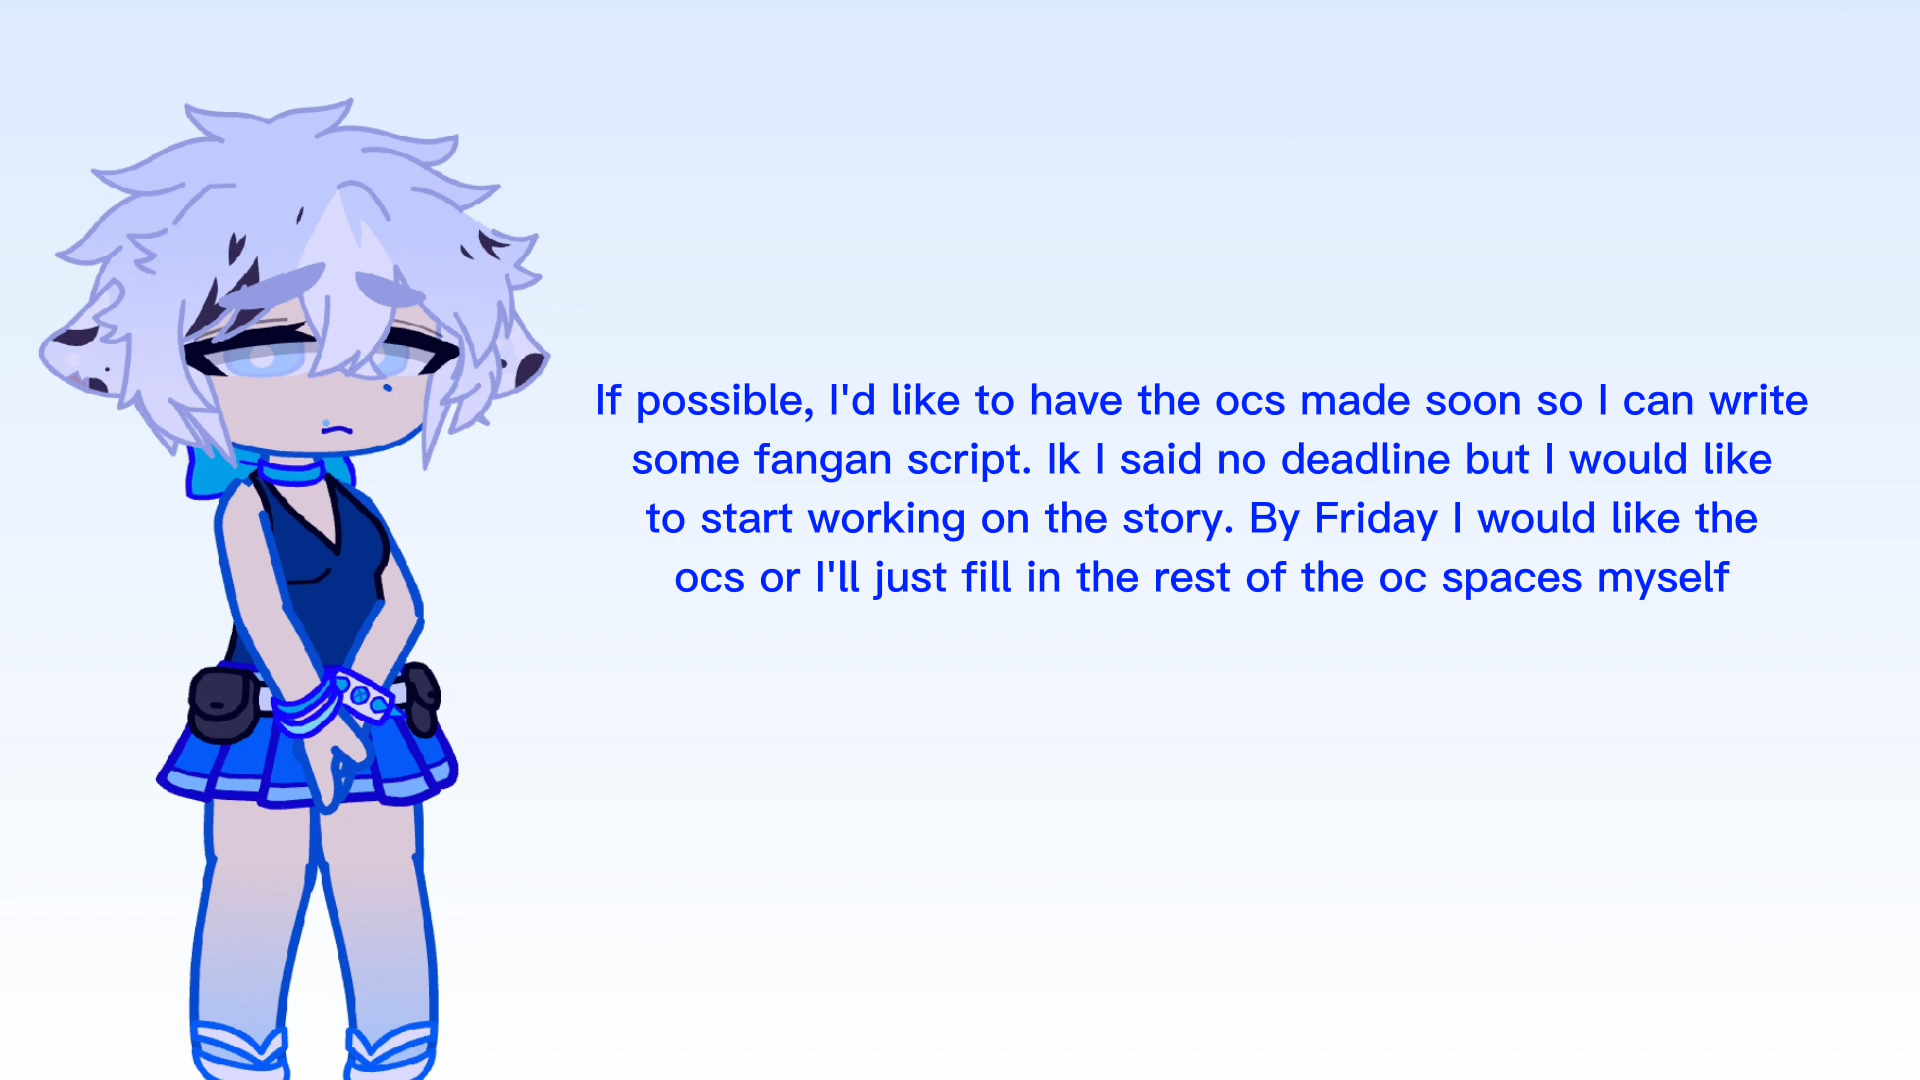 If possible, I'd like to have the ocs made soon so I can write
some fangan script. Ik I said no deadline but I would like
to start working on the story. By Friday I would like the
ocs or I'll just fill in the rest of the oc spaces myself